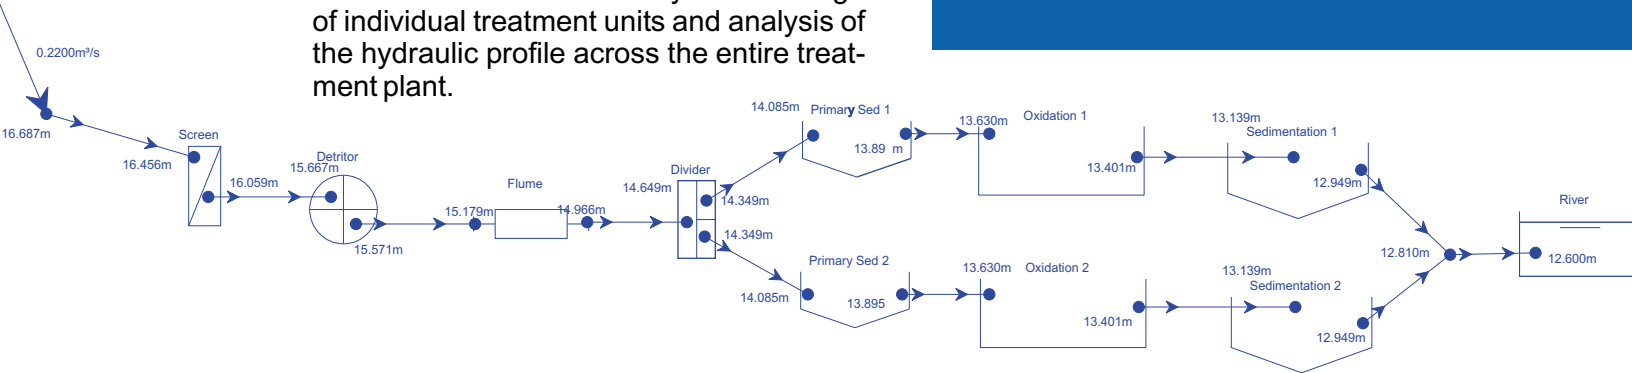 of individual treatment units and analysis of
the hydraulic profile across the entire treat-
ment plant.
0.2200m³/s
16.687m
Screen
16.456m
16.059m
Detritor
15.667m
15.571m
15.179m
Flume
14.966m
Divider
14.649m
14.349m
14.349m
14.085m
Primary Sed 1
13.89 m
13.630m
Oxidation 1
13.401m
13.139m
Sedimentation 1
12.949m
14.085m
Primary Sed 2
13.895
13.630m
Oxidation 2
13.401m
13.139m
Sedimentation 2
12.949m
12.810m
River
12.600m